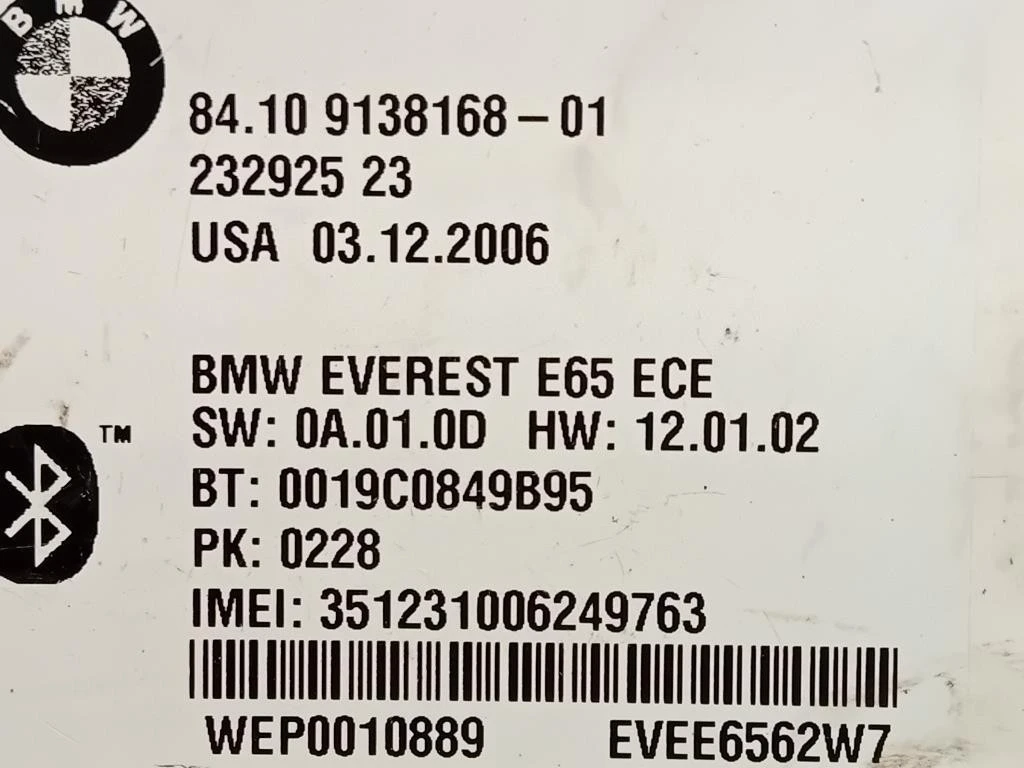 BMW
84.10 9138168-01
232925 23
USA 03.12.2006
BMW EVEREST E65 ECE
TM
SW: 0A.01.0D HW: 12.01.02
BT: 0019C0849B95
PK: 0228
IMEI: 351231006249763
WEP0010889 EVEE6562W7